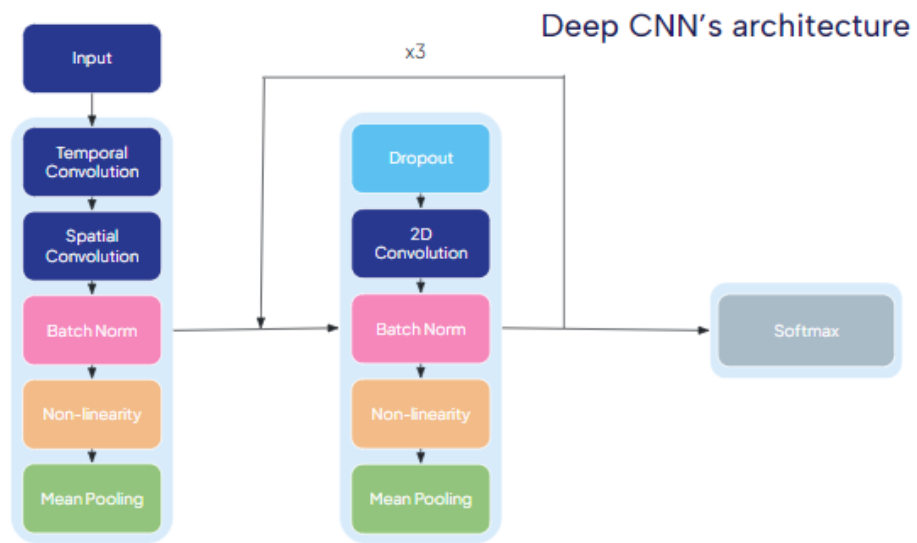 Deep CNN's architecture
x3
Input
Temporal
Convolution
Spatial
Convolution
Batch Norm
Non-linearity
Mean Pooling
Dropout
2D
Convolution
Batch Norm
Non-linearity
Mean Pooling
Softmax